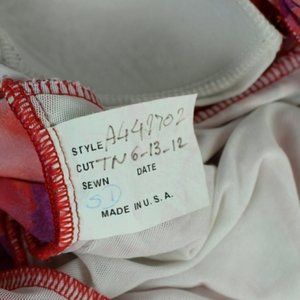 STYLE A449702
CUT TN 6-13-12
SEWN DATE
SD
MADE IN U.S.A.